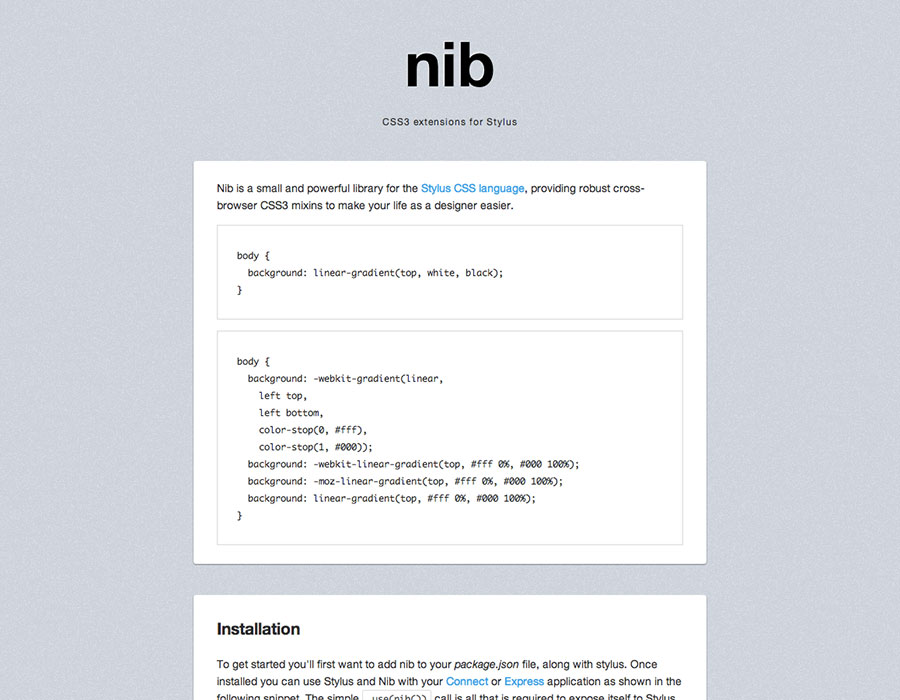 nib
CSS3 extensions for Stylus
Nib is a small and powerful library for the Stylus CSS language, providing robust cross-
browser CSS3 mixins to make your life as a designer easier.
body {
  background: linear-gradient(top, white, black);
}
body {
  background: -webkit-gradient(linear,
    left top,
    left bottom,
    color-stop(0, #fff),
    color-stop(1, #000));
  background: -webkit-linear-gradient(top, #fff 0%, #000 100%);
  background: -moz-linear-gradient(top, #fff 0%, #000 100%);
  background: linear-gradient(top, #fff 0%, #000 100%);
}
Installation
To get started you'll first want to add nib to your package.json file, along with stylus. Once
installed you can use Stylus and Nib with your Connect or Express application as shown in the
following snippet. The simple .use(nib()) call is all that is required to expose itself to Stylus.